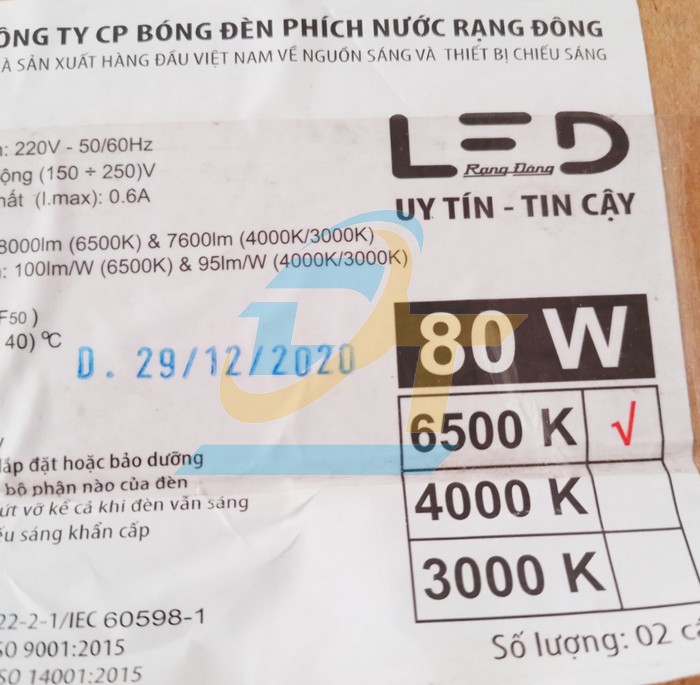 ÔNG TY CP BÓNG ĐÈN PHÍCH NƯỚC RẠNG ĐÔNG
À SẢN XUẤT HÀNG ĐẦU VIỆT NAM VỀ NGUỒN SÁNG VÀ THIẾT BỊ CHIẾU SÁNG
: 220V - 50/60Hz
ộng (150 ÷ 250)V
hất (I.max): 0.6A
LED
Rạng Đông
UY TÍN - TIN CẬY
8000lm (6500K) & 7600lm (4000K/3000K)
: 100lm/W (6500K) & 95lm/W (4000K/3000K)
F50 )
40) ℃
D. 29/12/2020
DT
80 W
6500 K √
4000 K
3000 K
lắp đặt hoặc bảo dưỡng
bộ phận nào của đèn
ứt vỡ kể cả khi đèn vẫn sáng
ếu sáng khẩn cấp
22-2-1/IEC 60598-1
SO 9001:2015
SO 14001:2015
Số lượng: 02 cá